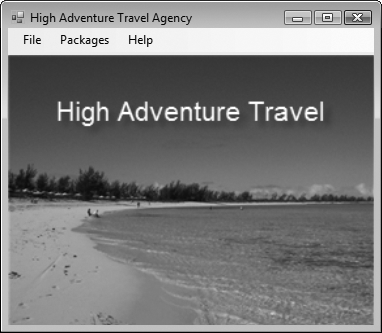 High Adventure Travel Agency
File Packages Help
High Adventure Travel